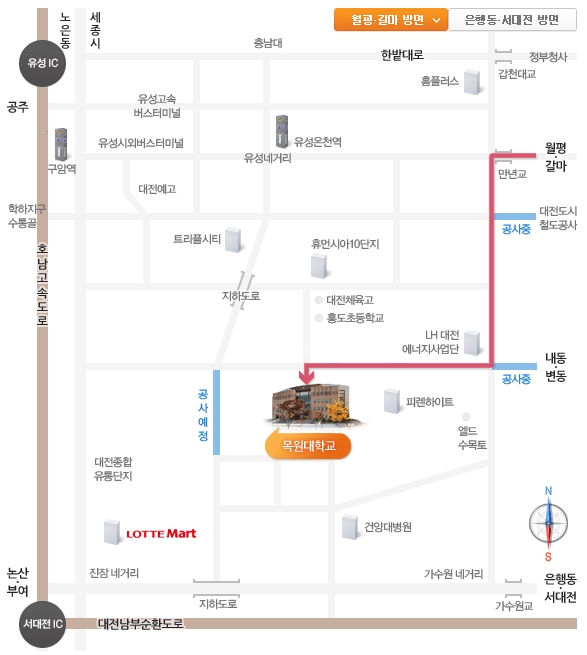 노은동
세종시
월평·갈마 방면
은행동·서대전 방면
충남대
한밭대로
정부청사
유성 IC
갑천대교
홈플러스
공주
유성고속
버스터미널
유성시외버스터미널
유성온천역
유성네거리
월평·
갈마
구암역
만년교
대전예고
학하지구
수통골
대전도시
철도공사
공사중
트리플시티
휴먼시아10단지
호남고속도로
지하도로
대전체육고
흥도초등학교
LH 대전
에너지사업단
내동·
변동
공사중
공사예정
피렌하이트
엘드
수목토
목원대학교
대전종합
유통단지
N
LOTTE Mart
건양대병원
S
논산·
부여
진잠 네거리
가수원 네거리
은행동·
서대전
지하도로
가수원교
서대전 IC
대전남부순환도로